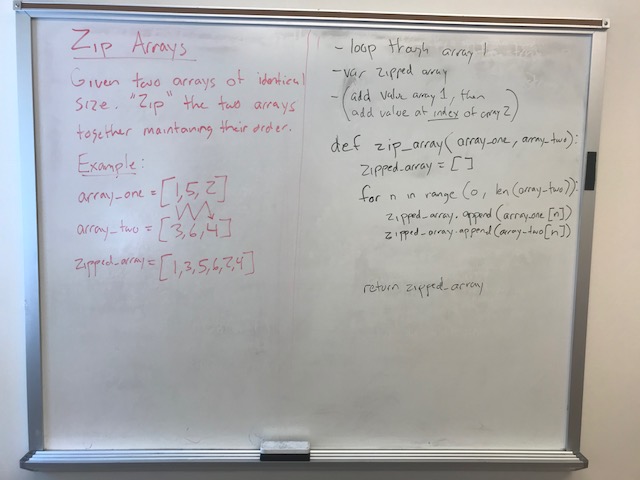 Zip Arrays
Given two arrays of identical
size. "Zip" the two arrays
together maintaining their order.
Example:
array_one = [1,5,2]
array_two = [3,6,4]
zipped_array = [1,3,5,6,2,4]
- loop through array 1
- var zipped array
- (add value array 1, then
add value at index of array 2)
def zip_array(array_one, array_two):
zipped_array = []
for n in range (0, len(array_two)):
zipped_array.append(array_one[n])
zipped_array.append(array_two[n])
return zipped_array